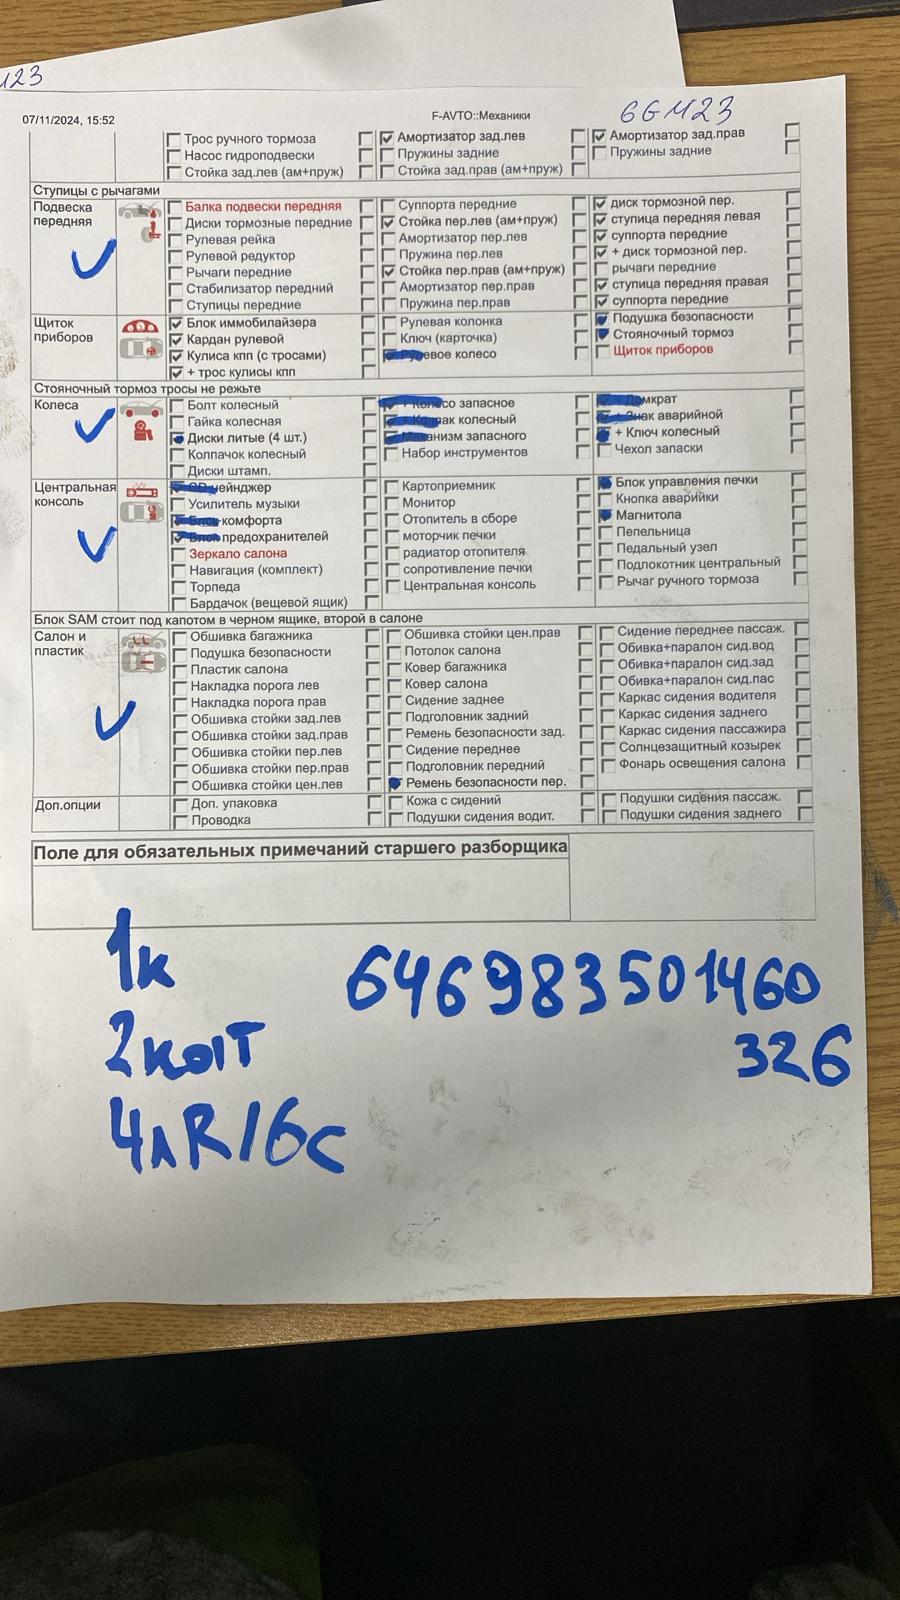 м23
07/11/2024, 15:52 F-AVTO::Механики 6GM23
Трос ручного тормоза Амортизатор зад.лев Амортизатор зад.прав
Насос гидроподвески Пружины задние Пружины задние
Стойка зад.лев (ам+пруж) Стойка зад.прав (ам+пруж)
Ступицы с рычагами
Подвеска передняя
Балка подвески передняя Суппорта передние диск тормозной пер.
Диски тормозные передние Стойка пер.лев (ам+пруж) ступица передняя левая
Рулевая рейка Амортизатор пер.лев суппорта передние
Рулевой редуктор Пружина пер.лев + диск тормозной пер.
Рычаги передние Стойка пер.прав (ам+пруж) рычаги передние
Стабилизатор передний Амортизатор пер.прав ступица передняя правая
Ступицы передние Пружина пер.прав суппорта передние
Щиток приборов
Блок иммобилайзера Рулевая колонка Подушка безопасности
Кардан рулевой Ключ (карточка) Стояночный тормоз
Кулиса кпп (с тросами) Рулевое колесо Щиток приборов
+ трос кулисы кпп
Стояночный тормоз тросы не режьте
Колеса
Болт колесный + Колесо запасное + Домкрат
Гайка колесная + Колпак колесный + Знак аварийной
Диски литые (4 шт.) Механизм запасного + Ключ колесный
Колпачок колесный Набор инструментов Чехол запаски
Диски штамп.
Центральная консоль
CD-чейнджер Картоприемник Блок управления печки
Усилитель музыки Монитор Кнопка аварийки
Блок комфорта Отопитель в сборе Магнитола
Блок предохранителей моторчик печки Пепельница
Зеркало салона радиатор отопителя Педальный узел
Навигация (комплект) сопротивление печки Подлокотник центральный
Торпеда Центральная консоль Рычаг ручного тормоза
Бардачок (вещевой ящик)
Блок SAM стоит под капотом в черном ящике, второй в салоне
Салон и пластик
Обшивка багажника Обшивка стойки цен.прав Сидение переднее пассаж.
Подушка безопасности Потолок салона Обивка+паралон сид.вод
Пластик салона Ковер багажника Обивка+паралон сид.зад
Накладка порога лев Ковер салона Обивка+паралон сид.пас
Накладка порога прав Сидение заднее Каркас сидения водителя
Обшивка стойки зад.лев Подголовник задний Каркас сидения заднего
Обшивка стойки зад.прав Ремень безопасности зад. Каркас сидения пассажира
Обшивка стойки пер.лев Сидение переднее Солнцезащитный козырек
Обшивка стойки пер.прав Подголовник передний Фонарь освещения салона
Обшивка стойки цен.лев Ремень безопасности пер.
Доп.опции
Доп. упаковка Кожа с сидений Подушки сидения пассаж.
Проводка Подушки сидения водит. Подушки сидения заднего
Поле для обязательных примечаний старшего разборщика
1к 646983501460
2кат 326
4лR16с